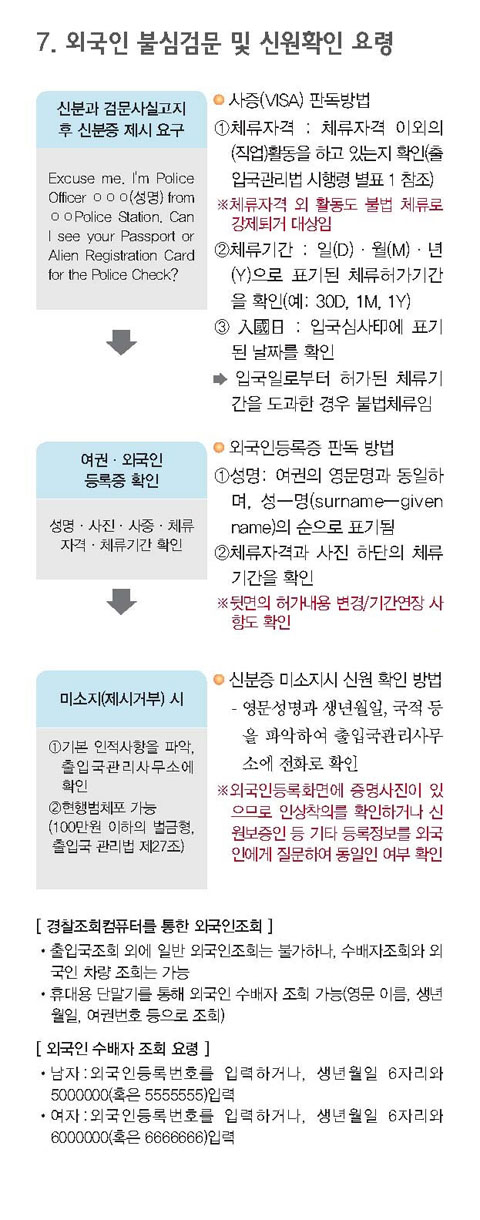 7. 외국인 불심검문 및 신원확인 요령
신분과 검문사실고지
후 신분증 제시 요구
Excuse me. I'm Police
Officer ㅇㅇㅇ(성명) from
ㅇㅇPolice Station. Can
I see your Passport or
Alien Registration Card
for the Police Check?
사증(VISA) 판독방법
①체류자격 : 체류자격 이외의
(직업)활동을 하고 있는지 확인(출
입국관리법 시행령 별표 1 참조)
※체류자격 외 활동도 불법 체류로
강제퇴거 대상임
②체류기간 : 일(D)·월(M)·년
(Y)으로 표기된 체류허가기간
을 확인(예: 30D, 1M, 1Y)
③ 入國日 : 입국심사印에 표기
된 날짜를 확인
➡ 입국일로부터 허가된 체류기
간을 도과한 경우 불법체류임
여권·외국인
등록증 확인
성명·사진·사중·체류
자격·체류기간 확인
외국인등록증 판독 방법
①성명: 여권의 영문명과 동일하
며, 성—명(surname—given
name)의 순으로 표기됨
②체류자격과 사진 하단의 체류
기간을 확인
※뒷면의 허가내용 변경/기간연장 사
항도 확인
미소지(제시거부) 시
①기본 인적사항을 파악,
출입국관리사무소에
확인
②현행범체포 가능
(100만원 이하의 벌금형,
출입국 관리법 제27조)
신분증 미소지시 신원 확인 방법
- 영문성명과 생년월일, 국적 등
을 파악하여 출입국관리사무
소에 전화로 확인
※외국인등록화면에 증명사진이 있
으므로 인상착의를 확인하거나 신
원보증인 등 기타 등록정보를 외국
인에게 질문하여 동일인 여부 확인
[ 경찰조회컴퓨터를 통한 외국인조회 ]
·출입국조회 외에 일반 외국인조회는 불가하나, 수배자조회와 외
국인 차량 조회는 가능
·휴대용 단말기를 통해 외국인 수배자 조회 가능(영문 이름, 생년
월일, 여권번호 등으로 조회)
[ 외국인 수배자 조회 요령 ]
·남자:외국인등록번호를 입력하거나, 생년월일 6자리와
5000000(혹은 5555555)입력
·여자:외국인등록번호를 입력하거나, 생년월일 6자리와
6000000(혹은 6666666)입력